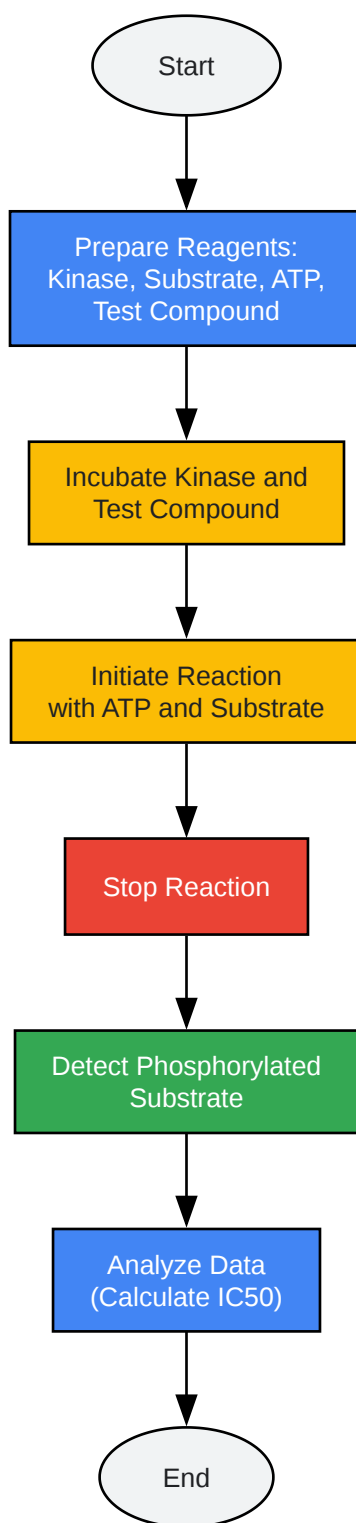 Start
Prepare Reagents:
Kinase, Substrate, ATP,
Test Compound
Incubate Kinase and
Test Compound
Initiate Reaction
with ATP and Substrate
Stop Reaction
Detect Phosphorylated
Substrate
Analyze Data
(Calculate IC50)
End